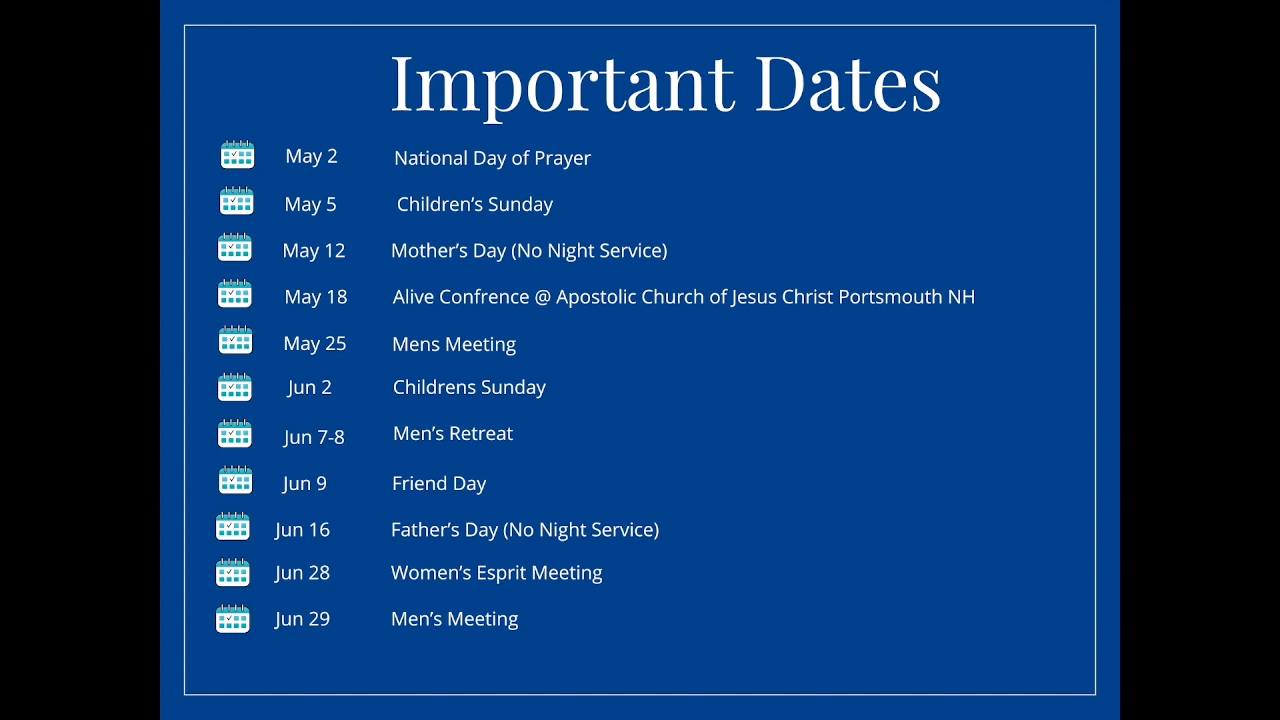 Important Dates
May 2 National Day of Prayer
May 5 Children’s Sunday
May 12 Mother’s Day (No Night Service)
May 18 Alive Confrence @ Apostolic Church of Jesus Christ Portsmouth NH
May 25 Mens Meeting
Jun 2 Childrens Sunday
Jun 7-8 Men’s Retreat
Jun 9 Friend Day
Jun 16 Father’s Day (No Night Service)
Jun 28 Women’s Esprit Meeting
Jun 29 Men’s Meeting